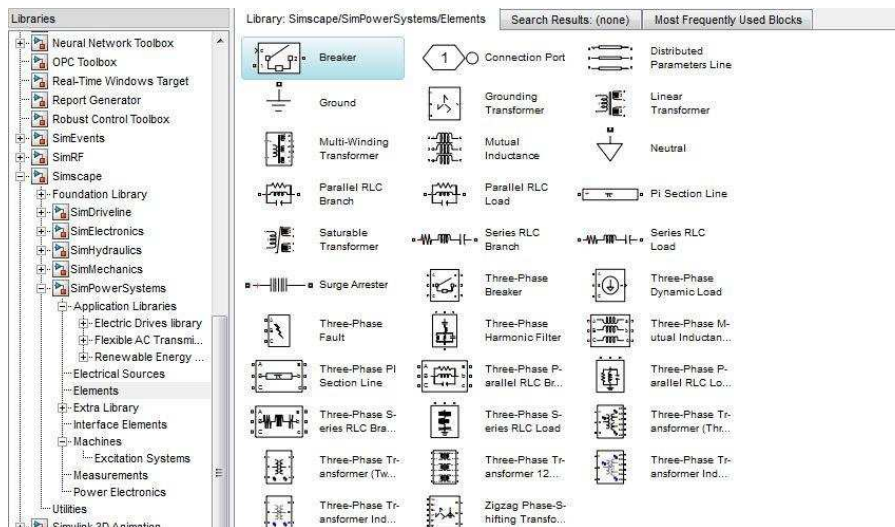 Libraries
Neural Network Toolbox
OPC Toolbox
Real-Time Windows Target
Report Generator
Robust Control Toolbox
SimEvents
SimRF
Simscape
Foundation Library
SimDriveline
SimElectronics
SimHydraulics
SimMechanics
SimPowerSystems
Application Libraries
Electric Drives library
Flexible AC Transmi...
Renewable Energy ...
Electrical Sources
Elements
Extra Library
Interface Elements
Machines
Excitation Systems
Measurements
Power Electronics
Utilities
Simulink 3D Animation
Library: Simscape/SimPowerSystems/Elements
Search Results: (none)
Most Frequently Used Blocks
Breaker
1
Connection Port
Distributed
Parameters Line
Ground
Grounding
Transformer
Linear
Transformer
Multi-Winding
Transformer
Mutual
Inductance
Neutral
Parallel RLC
Branch
Parallel RLC
Load
Pi Section Line
Saturable
Transformer
Series RLC
Branch
Series RLC
Load
Surge Arrester
Three-Phase
Breaker
Three-Phase
Dynamic Load
Three-Phase
Fault
Three-Phase
Harmonic Filter
Three-Phase M-
utual Inductan...
Three-Phase PI
Section Line
Three-Phase P-
arallel RLC Br...
Three-Phase P-
arallel RLC Lo...
Three-Phase S-
eries RLC Bra...
Three-Phase S-
eries RLC Load
Three-Phase Tr-
ansformer (Thr...
Three-Phase Tr-
ansformer (Tw...
Three-Phase Tr-
ansformer 12...
Three-Phase Tr-
ansformer Ind...
Three-Phase Tr-
ansformer Ind...
Zigzag Phase-S-
hifting Transfo...